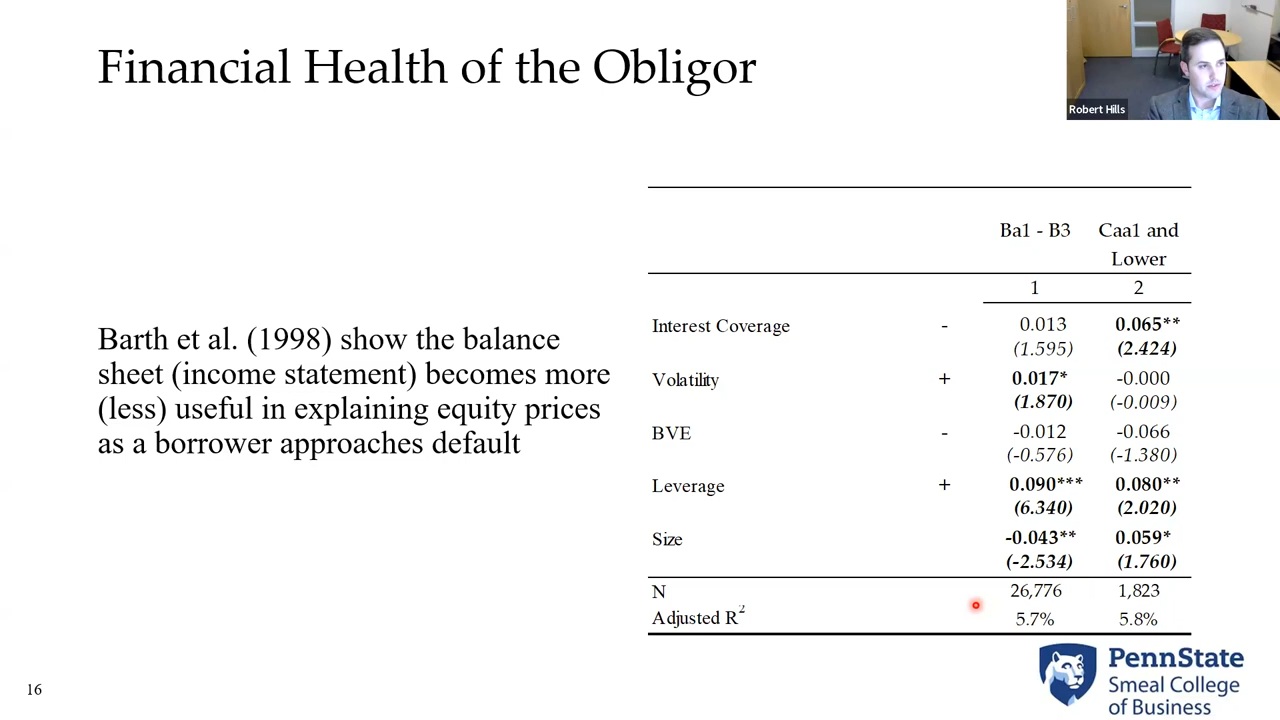 Financial Health of the Obligor
Robert Hills
Barth et al. (1998) show the balance
sheet (income statement) becomes more
(less) useful in explaining equity prices
as a borrower approaches default
Ba1 - B3 Caa1 and
Lower
1 2
Interest Coverage - 0.013 0.065**
(1.595) (2.424)
Volatility + 0.017* -0.000
(1.870) (-0.009)
BVE - -0.012 -0.066
(-0.576) (-1.380)
Leverage + 0.090*** 0.080**
(6.340) (2.020)
Size -0.043** 0.059*
(-2.534) (1.760)
N 26,776 1,823
Adjusted R² 5.7% 5.8%
PennState
Smeal College
of Business
16